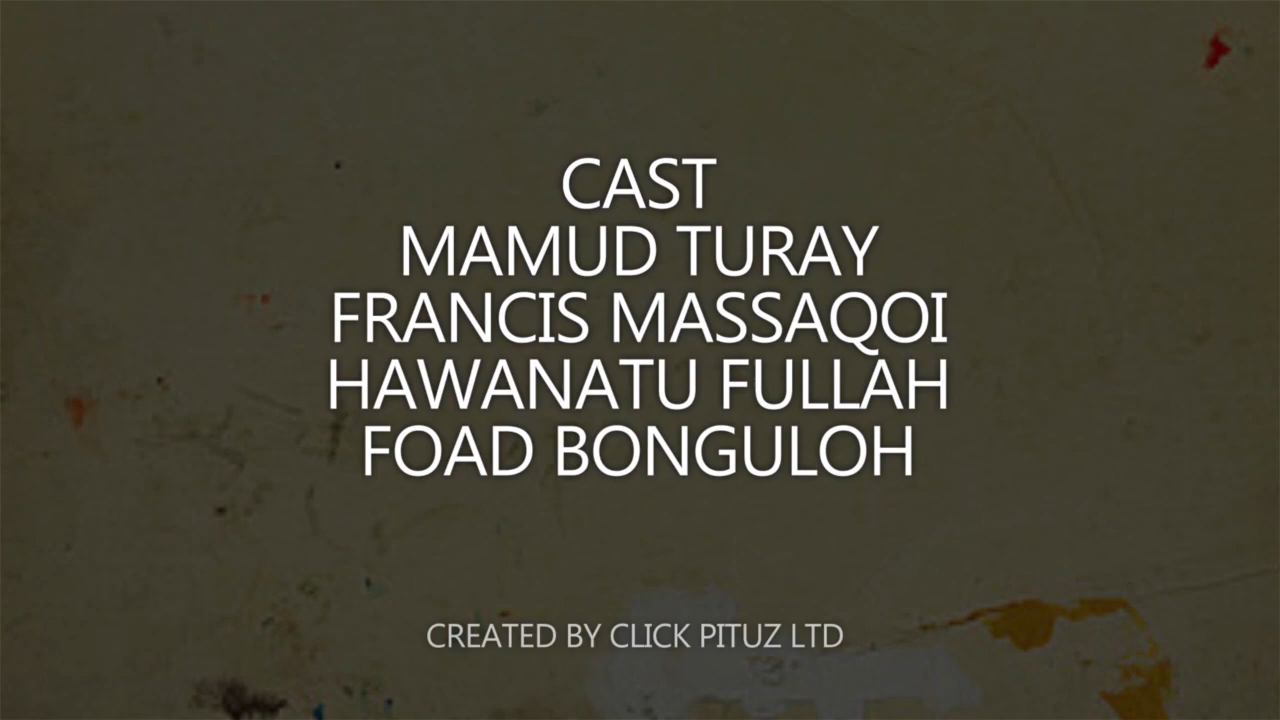 CAST
MAMUD TURAY
FRANCIS MASSAQOI
HAWANATU FULLAH
FOAD BONGULOH
CREATED BY CLICK PITUZ LTD